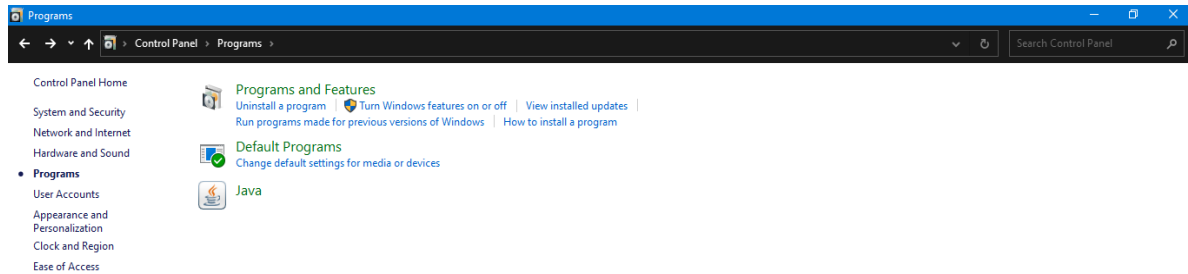 Programs
Control Panel > Programs >
Search Control Panel
Control Panel Home
System and Security
Network and Internet
Hardware and Sound
Programs
User Accounts
Appearance and
Personalization
Clock and Region
Ease of Access
Programs and Features
Uninstall a program | Turn Windows features on or off | View installed updates |
Run programs made for previous versions of Windows | How to install a program
Default Programs
Change default settings for media or devices
Java